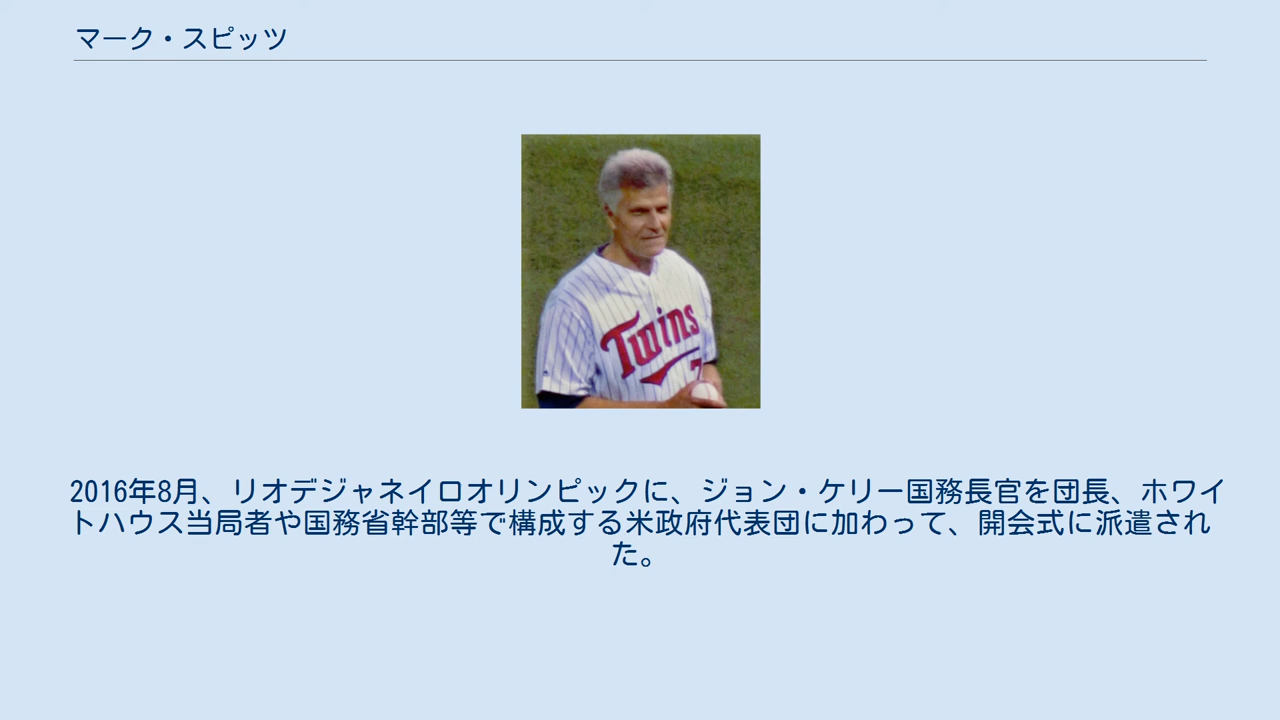 マーク・スピッツ
Twins
7
2016年8月、リオデジャネイロオリンピックに、ジョン・ケリー国務長官を団長、ホワイ
トハウス当局者や国務省幹部等で構成する米政府代表団に加わって、開会式に派遣され
た。